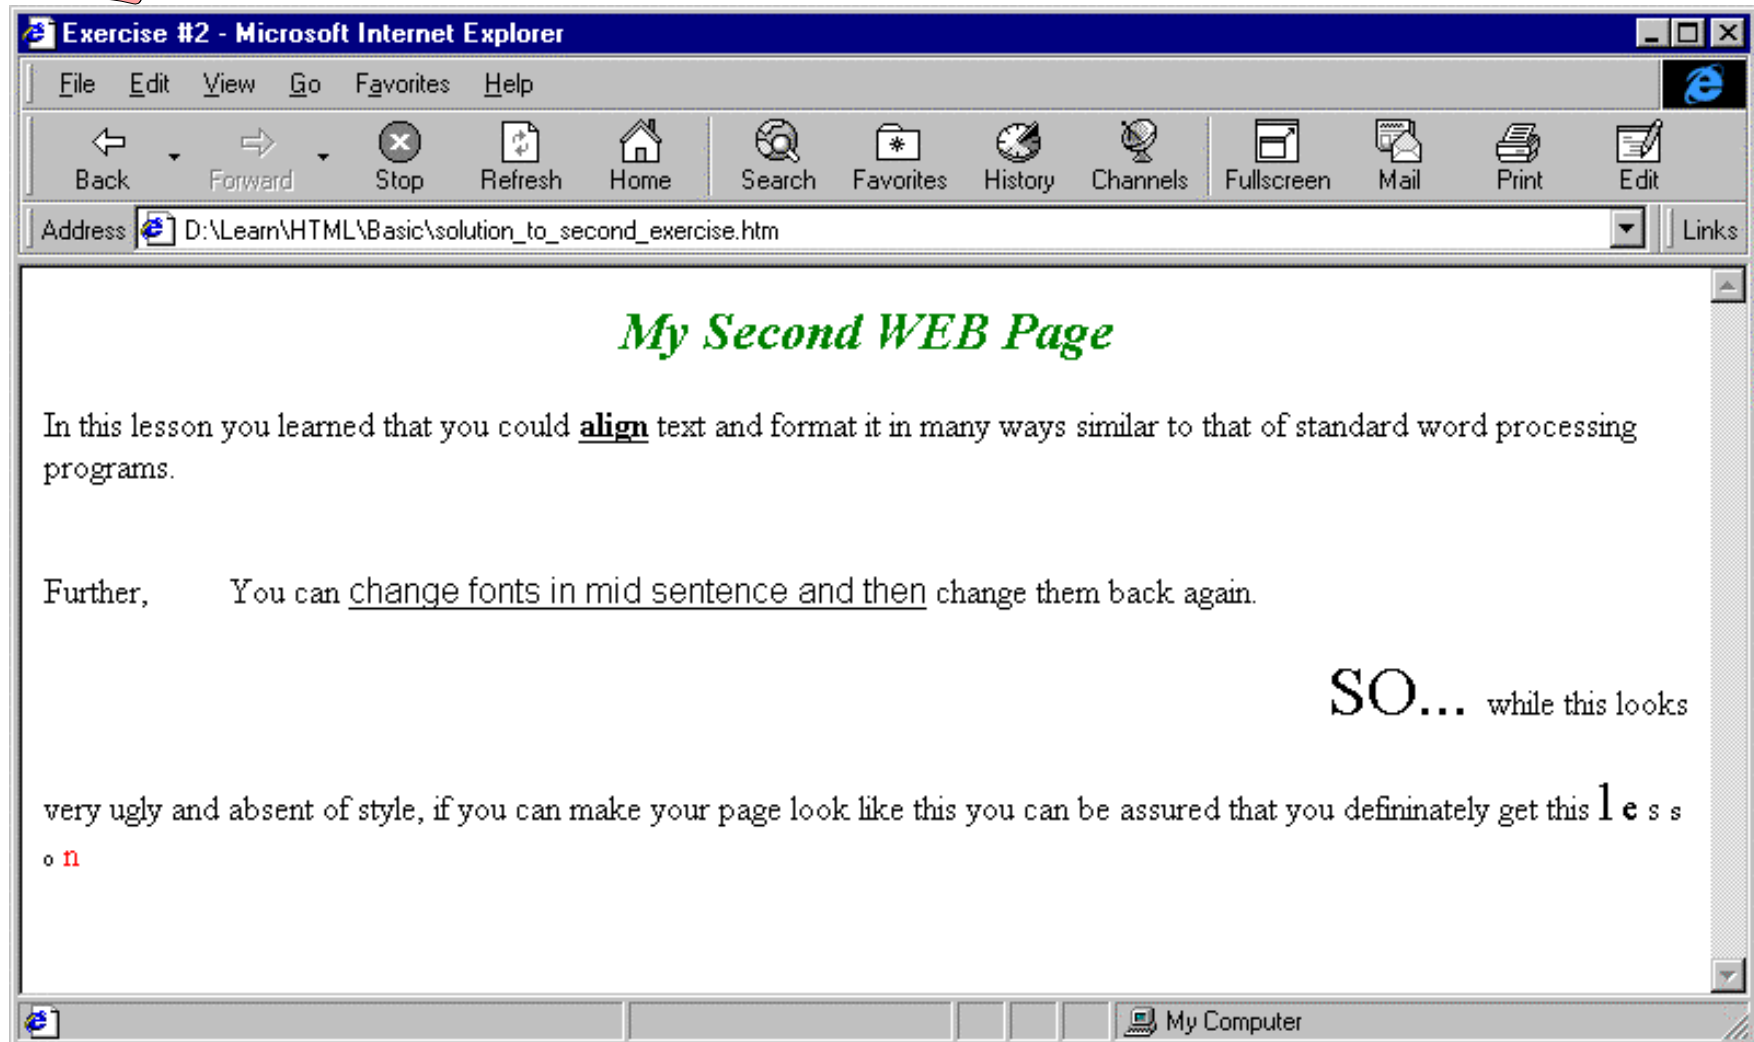 Exercise #2 - Microsoft Internet Explorer
File Edit View Go Favorites Help
Back Forward Stop Refresh Home Search Favorites History Channels Fullscreen Mail Print Edit
Address D:\Learn\HTML\Basic\solution_to_second_exercise.htm Links
My Second WEB Page
In this lesson you learned that you could align text and format it in many ways similar to that of standard word processing
programs.
Further, You can change fonts in mid sentence and then change them back again.
SO... while this looks
very ugly and absent of style, if you can make your page look like this you can be assured that you defininately get this l e s s
o n
My Computer